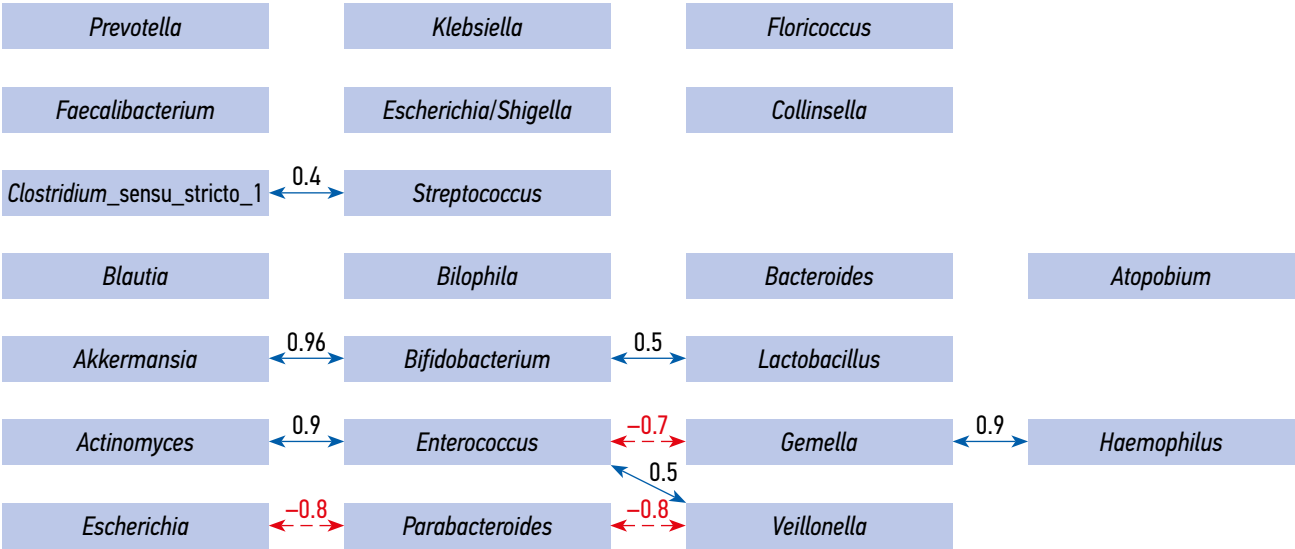 Prevotella Klebsiella Floricoccus
Faecalibacterium Escherichia/Shigella Collinsella
Clostridium_sensu_stricto_1 0.4 Streptococcus
Blautia Bilophila Bacteroides Atopobium
Akkermansia 0.96 Bifidobacterium 0.5 Lactobacillus
Actinomyces 0.9 Enterococcus –0.7 Gemella 0.9 Haemophilus
0.5
Escherichia –0.8 Parabacteroides –0.8 Veillonella